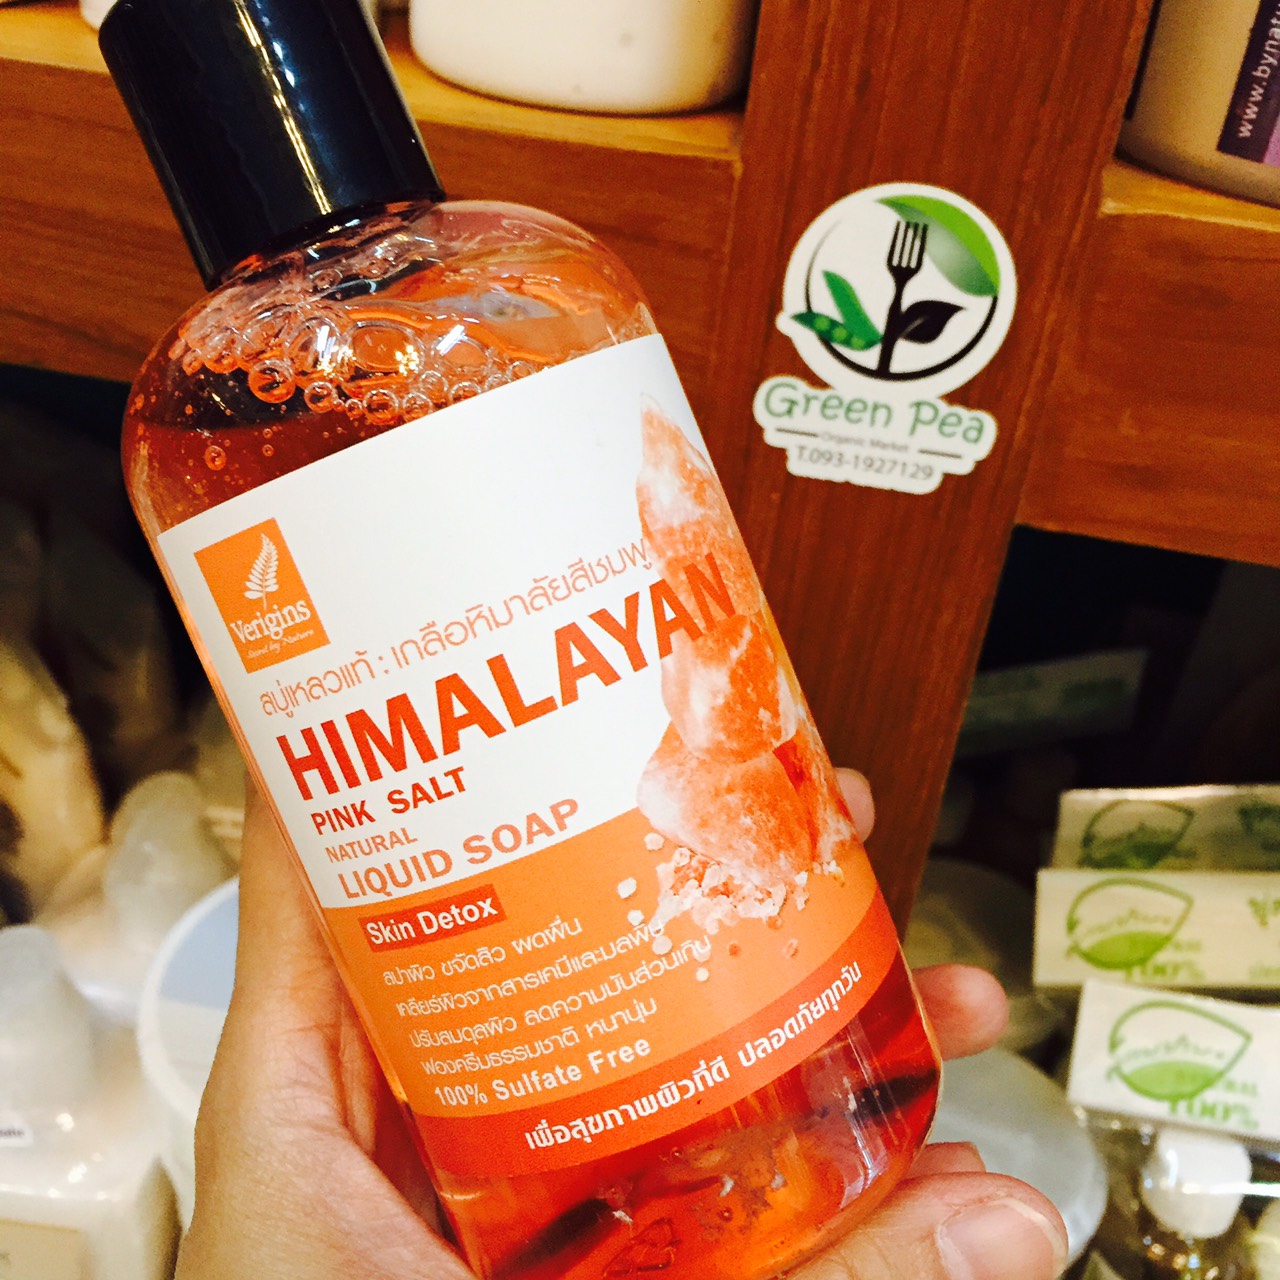 Verigins
สบู่เหลวแท้ : เกลือหิมาลัยสีชมพู
HIMALAYAN
PINK SALT
NATURAL
LIQUID SOAP
Skin Detox
สปาผิว ขจัดสิว ผดผื่น
เคลียร์ผิวจากสารเคมีและมลพิษ
ปรับสมดุลผิว ลดความมันส่วนเกิน
ฟองครีมธรรมชาติ หนานุ่ม
100% Sulfate Free
เพื่อสุขภาพผิวที่ดี ปลอดภัยทุกวัน
Green Pea
Organic Market
T.093-1927129
www.bynatu
100%
100%